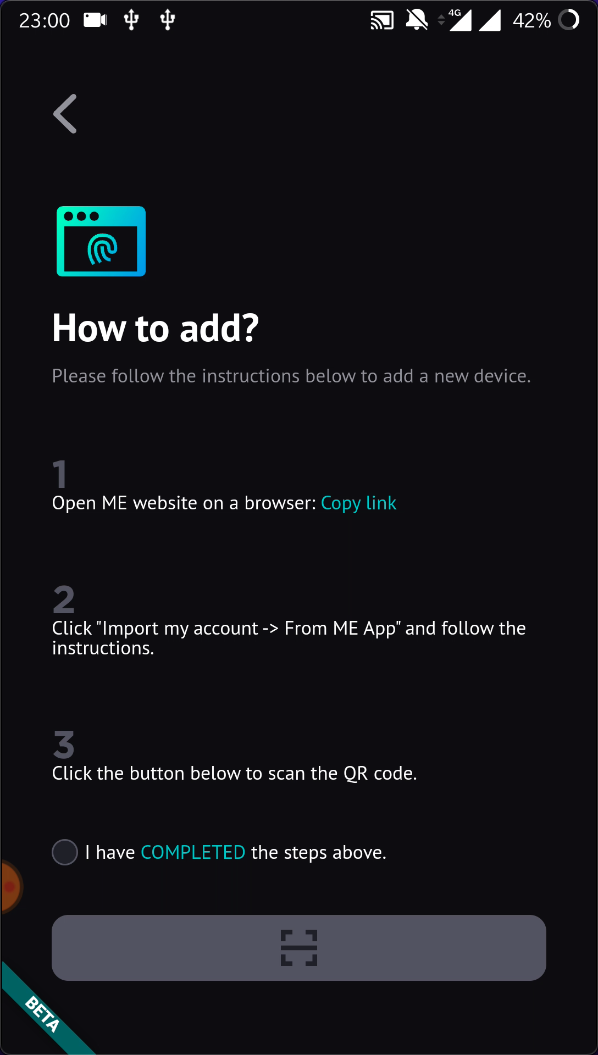 23:00
4G
42%
How to add?
Please follow the instructions below to add a new device.
1
Open ME website on a browser: Copy link
2
Click "Import my account -> From ME App" and follow the
instructions.
3
Click the button below to scan the QR code.
I have COMPLETED the steps above.
BETA